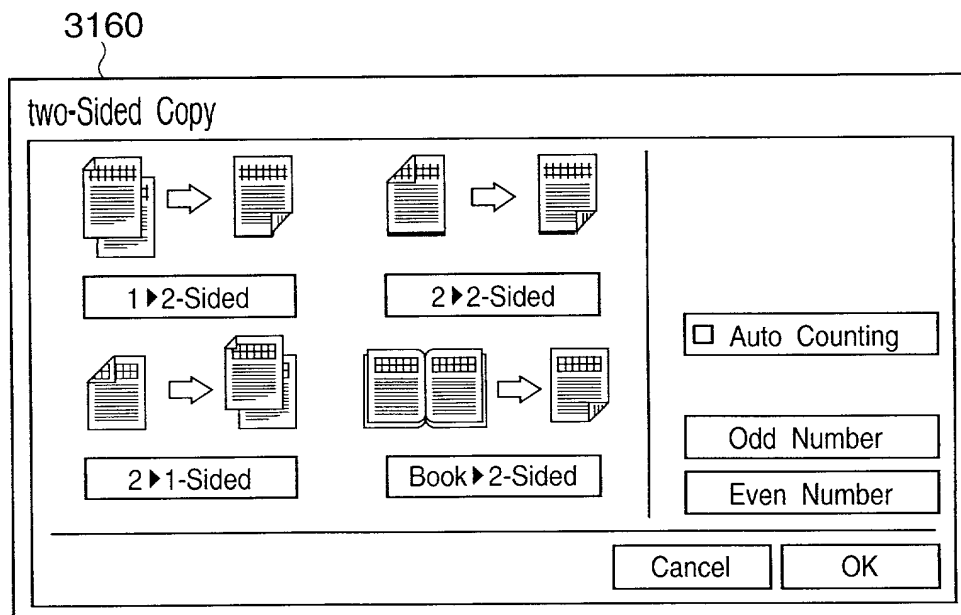 3160
two-Sided Copy
1▶2-Sided
2▶2-Sided
Auto Counting
2▶1-Sided
Book▶2-Sided
Odd Number
Even Number
Cancel
OK